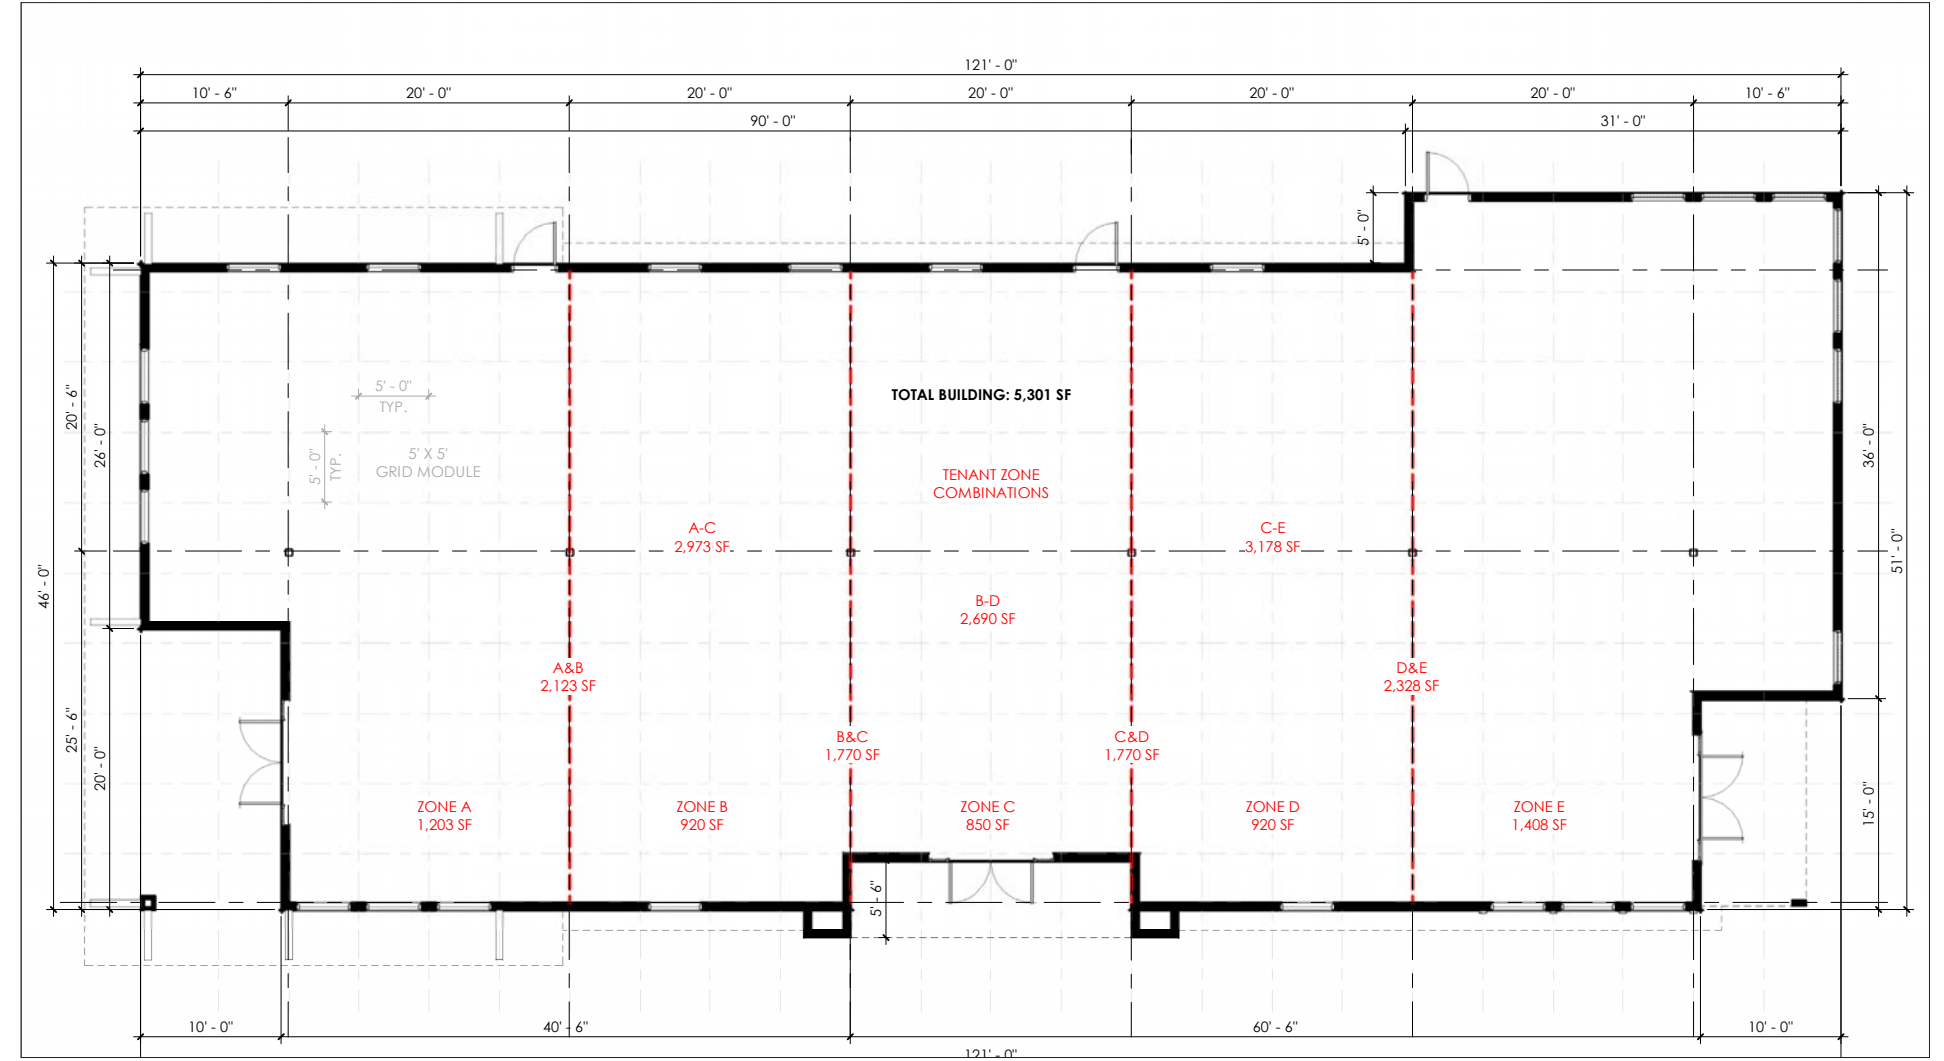 121' - 0"
10' - 6"
20' - 0"
20' - 0"
20' - 0"
20' - 0"
20' - 0"
10' - 6"
90' - 0"
31' - 0"
5' - 0"
20' - 6"
26' - 0"
46' - 0"
25' - 6"
20' - 0"
5' - 0"
TYP.
5' - 0"
TYP.
5' X 5'
GRID MODULE
TOTAL BUILDING: 5,301 SF
TENANT ZONE
COMBINATIONS
A-C
2,973 SF
C-E
3,178 SF
B-D
2,690 SF
A&B
2,123 SF
D&E
2,328 SF
B&C
1,770 SF
C&D
1,770 SF
ZONE A
1,203 SF
ZONE B
920 SF
ZONE C
850 SF
ZONE D
920 SF
ZONE E
1,408 SF
36' - 0"
51' - 0"
15' - 0"
5' - 6"
10' - 0"
40' - 6"
60' - 6"
10' - 0"
121' - 0"